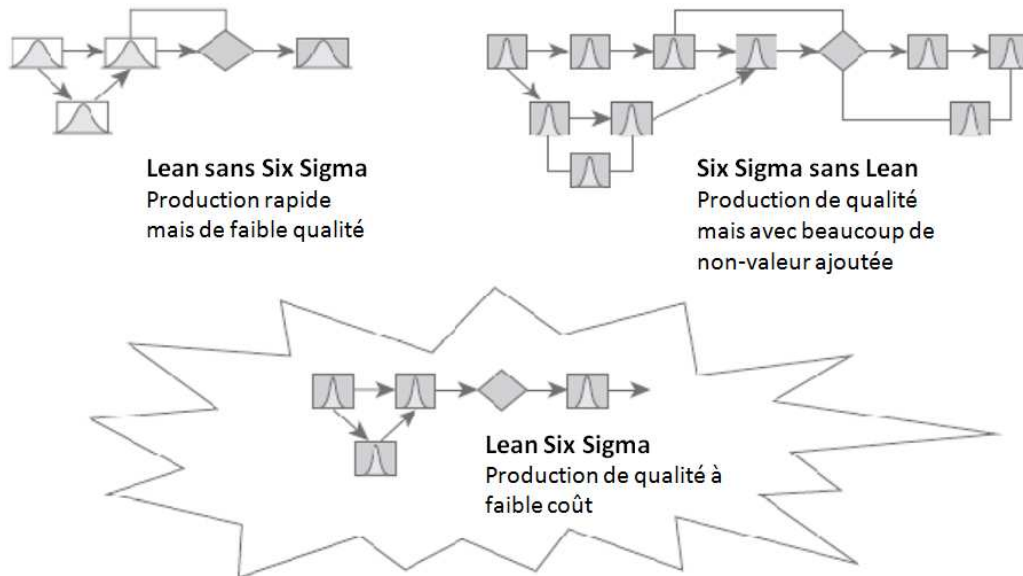 Lean sans Six Sigma
Production rapide
mais de faible qualité
Six Sigma sans Lean
Production de qualité
mais avec beaucoup de
non-valeur ajoutée
Lean Six Sigma
Production de qualité à
faible coût